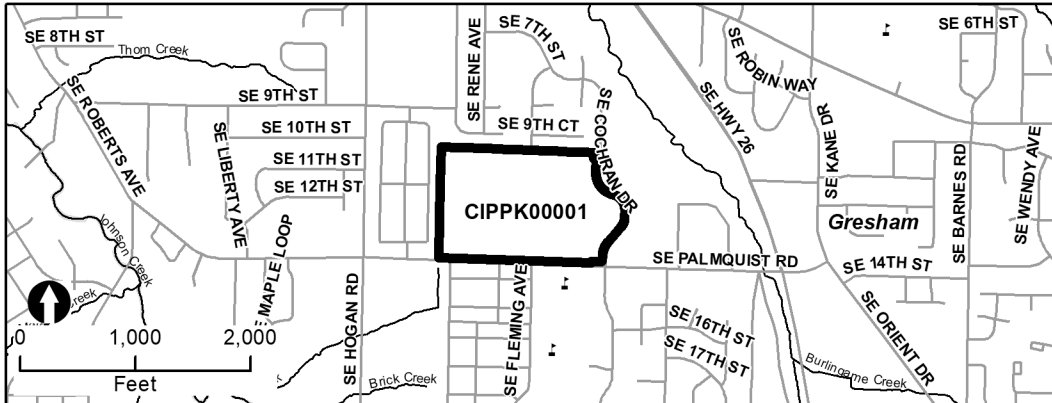 SE 8TH ST
Thom Creek
SE RENE AVE
SE 7TH ST
SE 6TH ST
SE ROBIN WAY
SE ROBERTS AVE
SE 9TH ST
SE COCHRAN DR
SE HWY 26
SE KANE DR
SE 10TH ST
SE 9TH CT
SE LIBERTY AVE
SE 11TH ST
SE 12TH ST
SE BARNES RD
SE WENDY AVE
CIPPK00001
Gresham
Johnson Creek
SE MAPLE LOOP
SE HOGAN RD
SE PALMQUIST RD
SE 14TH ST
SE FLEMING AVE
SE ORIENT DR
Creek
0 1,000 2,000
Feet
SE 16TH ST
SE 17TH ST
Brick Creek
Burlingame Creek